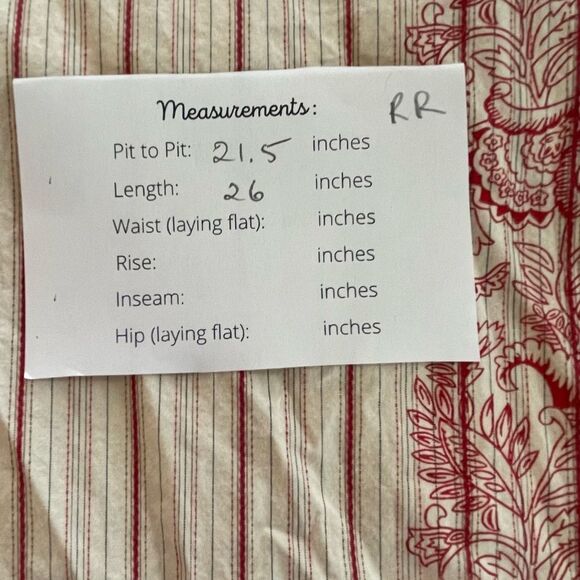 Measurements: RR
Pit to Pit: 21.5 inches
Length: 26 inches
Waist (laying flat): inches
Rise: inches
Inseam: inches
Hip (laying flat): inches